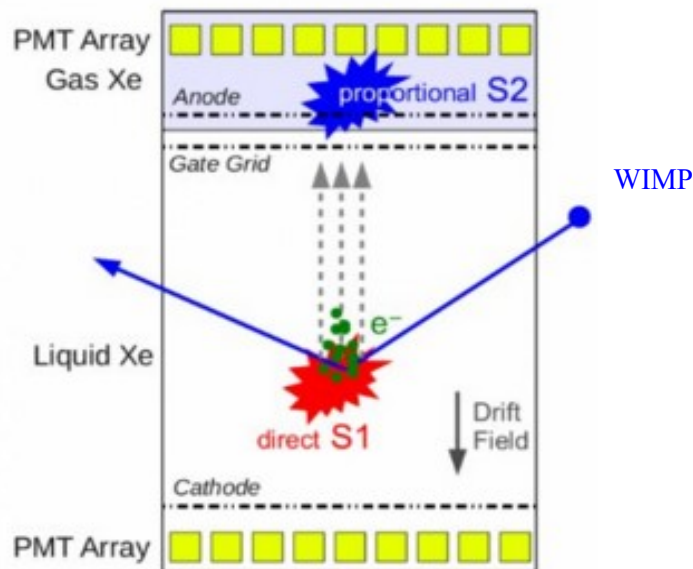 PMT Array
Gas Xe
Anode
proportional S2
Gate Grid
WIMP
e⁻
Liquid Xe
direct S1
Drift
Field
Cathode
PMT Array